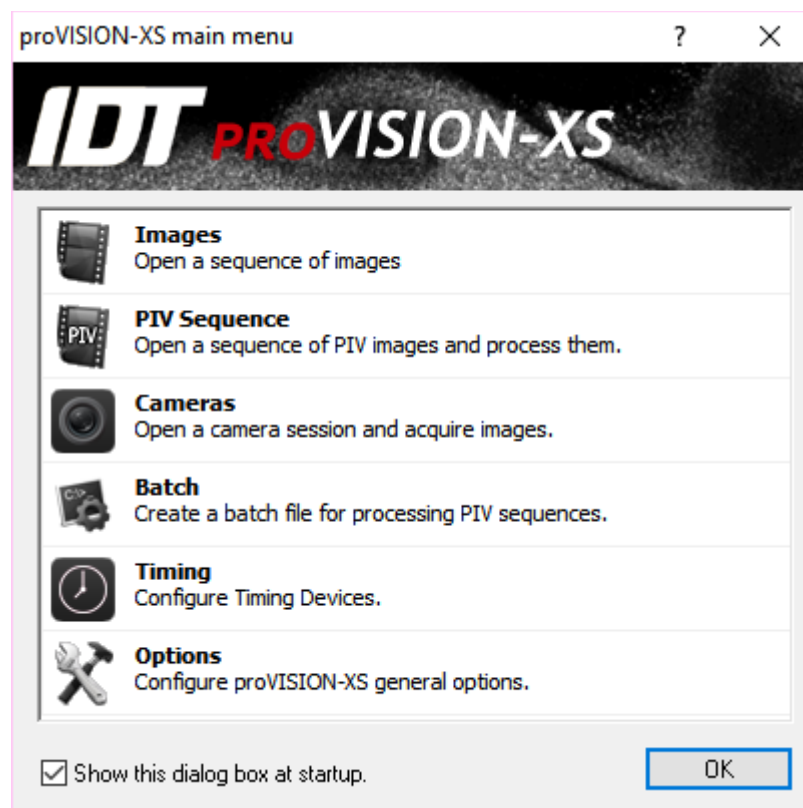 proVISION-XS main menu ? ×
IDT PROVISION-XS
Images
Open a sequence of images
PIV
PIV Sequence
Open a sequence of PIV images and process them.
Cameras
Open a camera session and acquire images.
C:\>
Batch
Create a batch file for processing PIV sequences.
Timing
Configure Timing Devices.
Options
Configure proVISION-XS general options.
Show this dialog box at startup.
OK